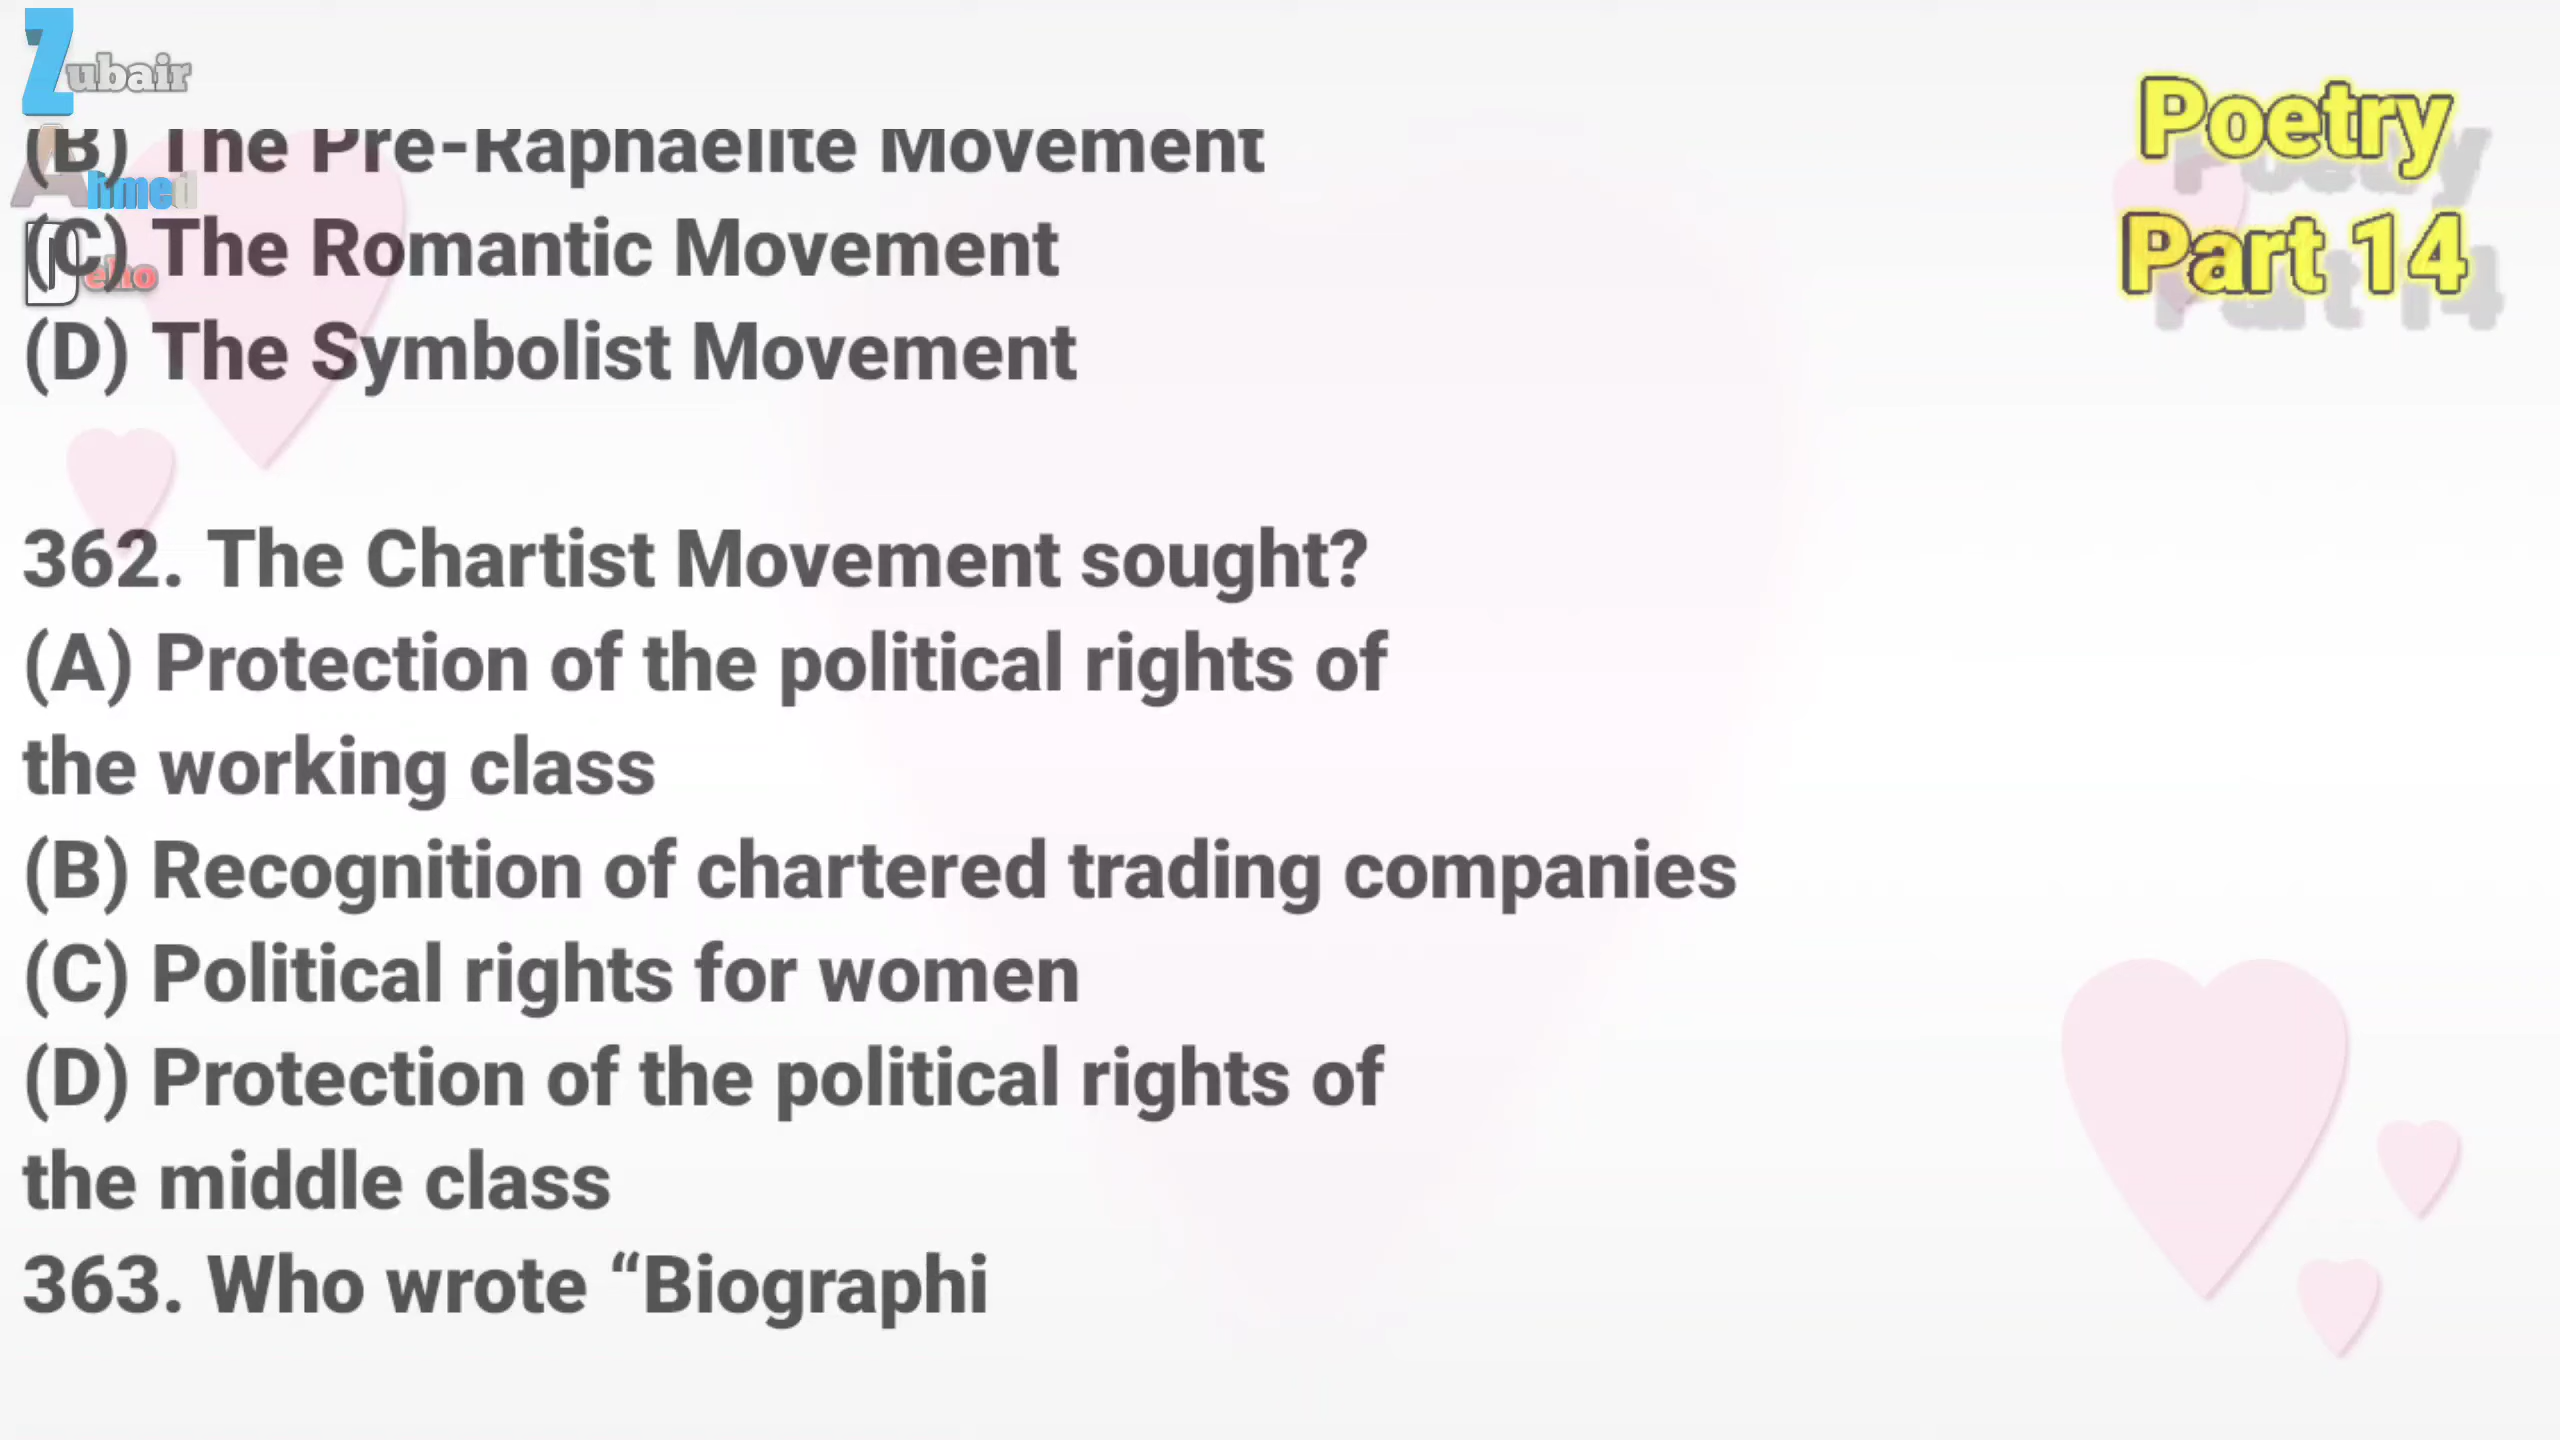 Zubair
Ahmed
Deho
Poetry
Part 14
(B) The Pre-Raphaelite Movement
(C) The Romantic Movement
(D) The Symbolist Movement
362. The Chartist Movement sought?
(A) Protection of the political rights of
the working class
(B) Recognition of chartered trading companies
(C) Political rights for women
(D) Protection of the political rights of
the middle class
363. Who wrote “Biographi